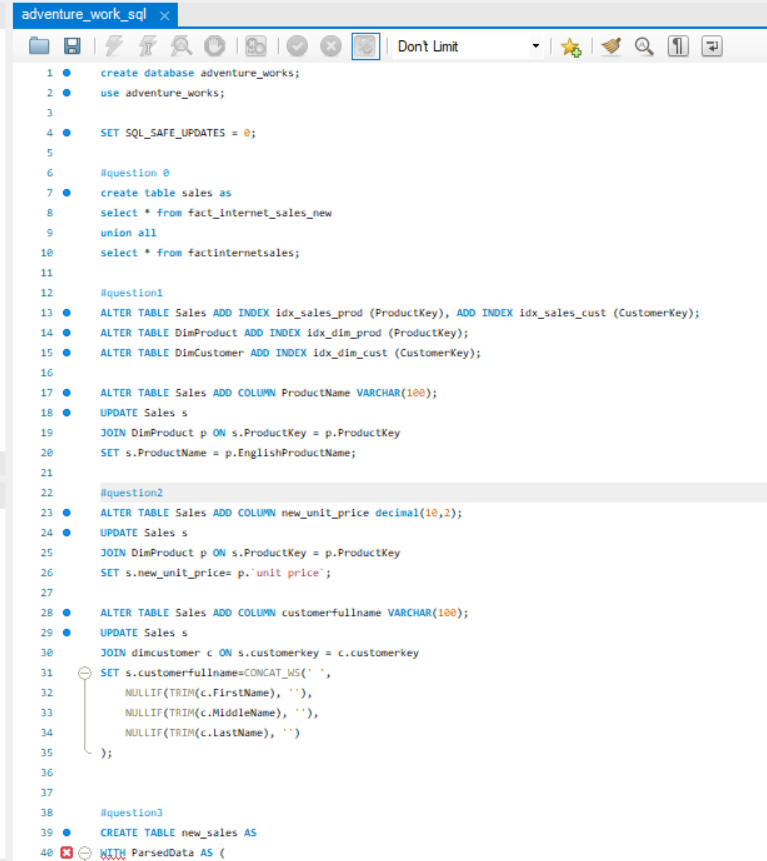 adventure_work_sql
Don't Limit
1 create database adventure_works;
2 use adventure_works;
3
4 SET SQL_SAFE_UPDATES = 0;
5
6 #question 0
7 create table sales as
8 select * from fact_internet_sales_new
9 union all
10 select * from factinternetsales;
11
12 #question1
13 ALTER TABLE Sales ADD INDEX idx_sales_prod (ProductKey), ADD INDEX idx_sales_cust (CustomerKey);
14 ALTER TABLE DimProduct ADD INDEX idx_dim_prod (ProductKey);
15 ALTER TABLE DimCustomer ADD INDEX idx_dim_cust (CustomerKey);
16
17 ALTER TABLE Sales ADD COLUMN ProductName VARCHAR(100);
18 UPDATE Sales s
19 JOIN DimProduct p ON s.ProductKey = p.ProductKey
20 SET s.ProductName = p.EnglishProductName;
21
22 #question2
23 ALTER TABLE Sales ADD COLUMN new_unit_price decimal(10,2);
24 UPDATE Sales s
25 JOIN DimProduct p ON s.ProductKey = p.ProductKey
26 SET s.new_unit_price= p.`unit price`;
27
28 ALTER TABLE Sales ADD COLUMN customerfullname VARCHAR(100);
29 UPDATE Sales s
30 JOIN dimcustomer c ON s.customerkey = c.customerkey
31 SET s.customerfullname=CONCAT_WS(' ',
32 NULLIF(TRIM(c.FirstName), ''),
33 NULLIF(TRIM(c.MiddleName), ''),
34 NULLIF(TRIM(c.LastName), '')
35 );
36
37
38 #question3
39 CREATE TABLE new_sales AS
40 WITH ParsedData AS (